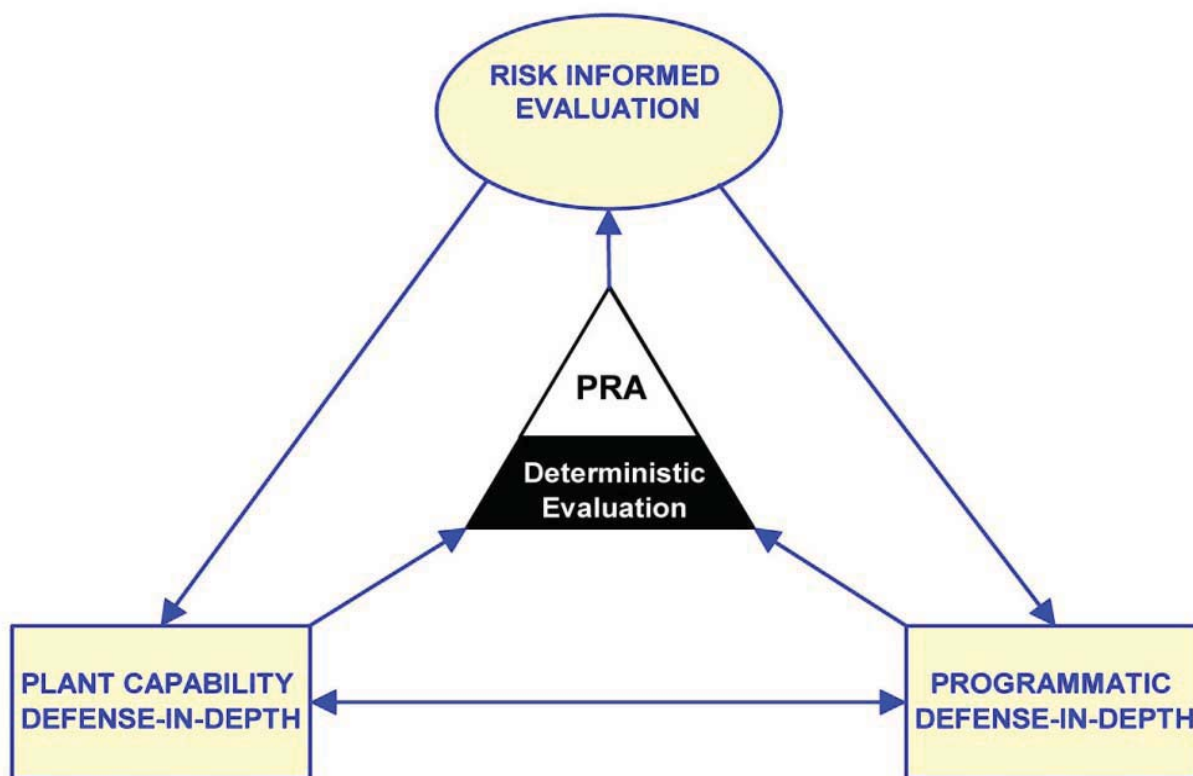 RISK INFORMED
EVALUATION
PRA
Deterministic
Evaluation
PLANT CAPABILITY
DEFENSE-IN-DEPTH
PROGRAMMATIC
DEFENSE-IN-DEPTH